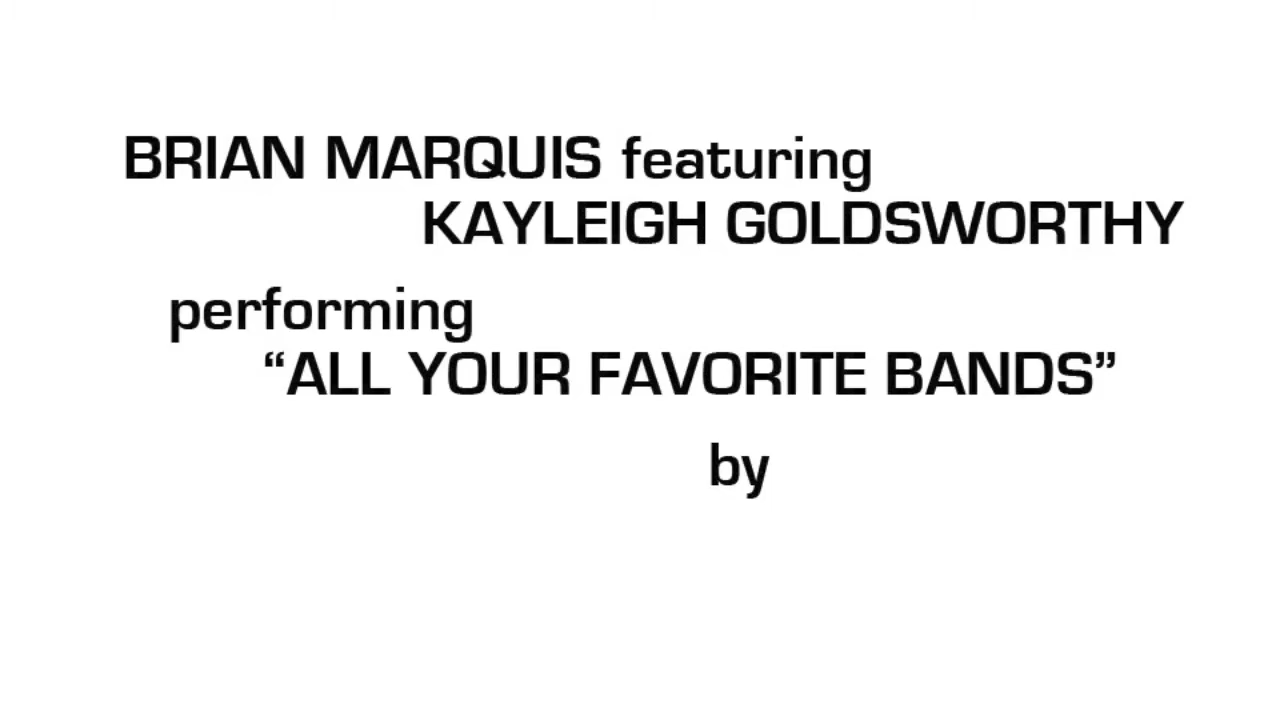 BRIAN MARQUIS featuring
KAYLEIGH GOLDSWORTHY
performing
“ALL YOUR FAVORITE BANDS”
by